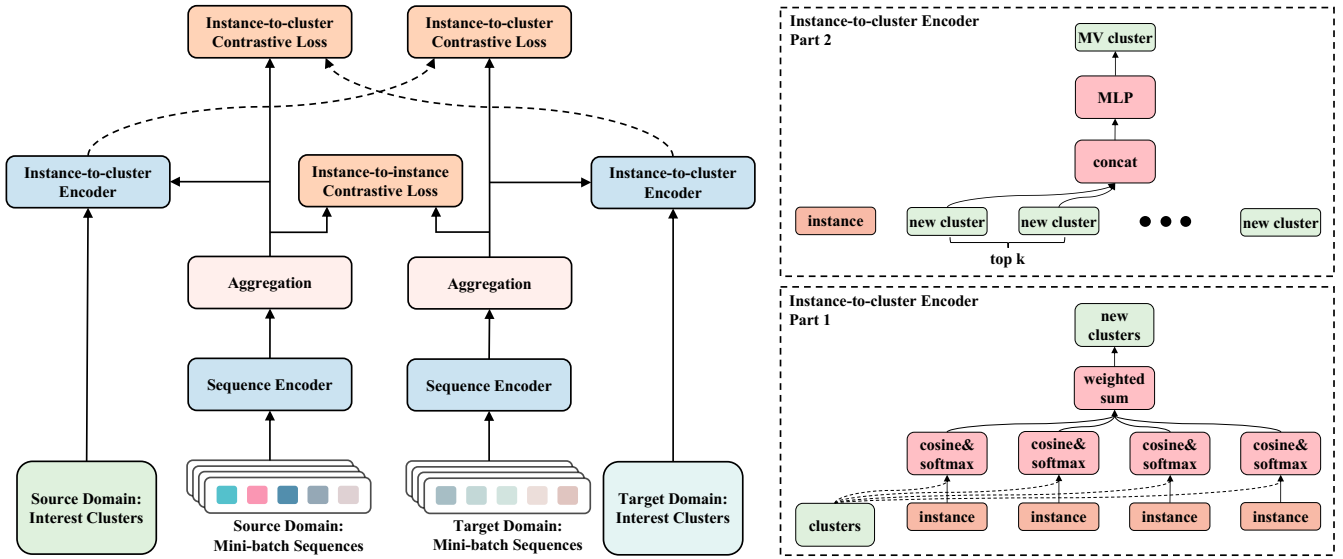 Instance-to-cluster
Contrastive Loss
Instance-to-cluster
Contrastive Loss
Instance-to-cluster
Encoder
Instance-to-instance
Contrastive Loss
Instance-to-cluster
Encoder
Aggregation
Aggregation
Sequence Encoder
Sequence Encoder
Source Domain:
Interest Clusters
Source Domain:
Mini-batch Sequences
Target Domain:
Mini-batch Sequences
Target Domain:
Interest Clusters
Instance-to-cluster Encoder
Part 2
MV cluster
MLP
concat
instance
new cluster
new cluster
new cluster
top k
Instance-to-cluster Encoder
Part 1
new
clusters
weighted
sum
cosine&
softmax
cosine&
softmax
cosine&
softmax
cosine&
softmax
clusters
instance
instance
instance
instance